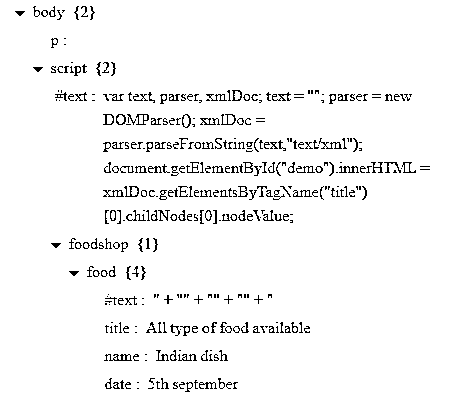 ▼ body {2}
p :
▼ script {2}
#text : var text, parser, xmlDoc; text = ""; parser = new
DOMParser(); xmlDoc =
parser.parseFromString(text,"text/xml");
document.getElementById("demo").innerHTML =
xmlDoc.getElementsByTagName("title")
[0].childNodes[0].nodeValue;
▼ foodshop {1}
▼ food {4}
#text : " + "" + "" + "" + "
title : All type of food available
name : Indian dish
date : 5th september